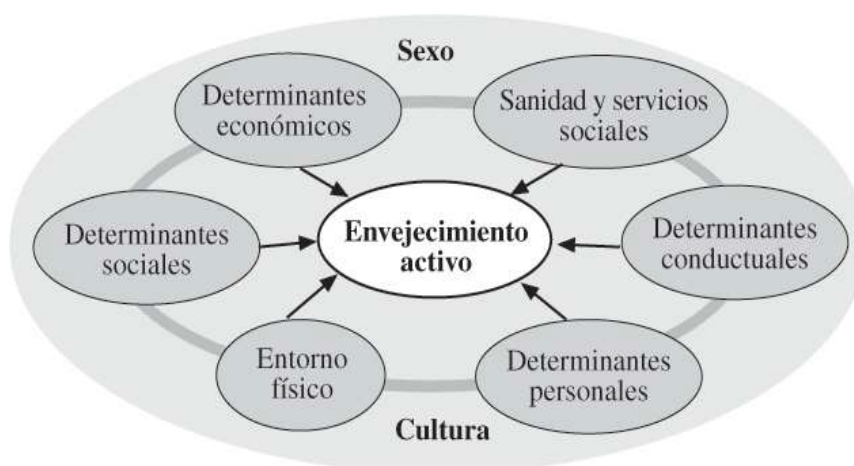 Sexo
Determinantes
económicos
Sanidad y servicios
sociales
Determinantes
sociales
Envejecimiento
activo
Determinantes
conductuales
Entorno
físico
Determinantes
personales
Cultura